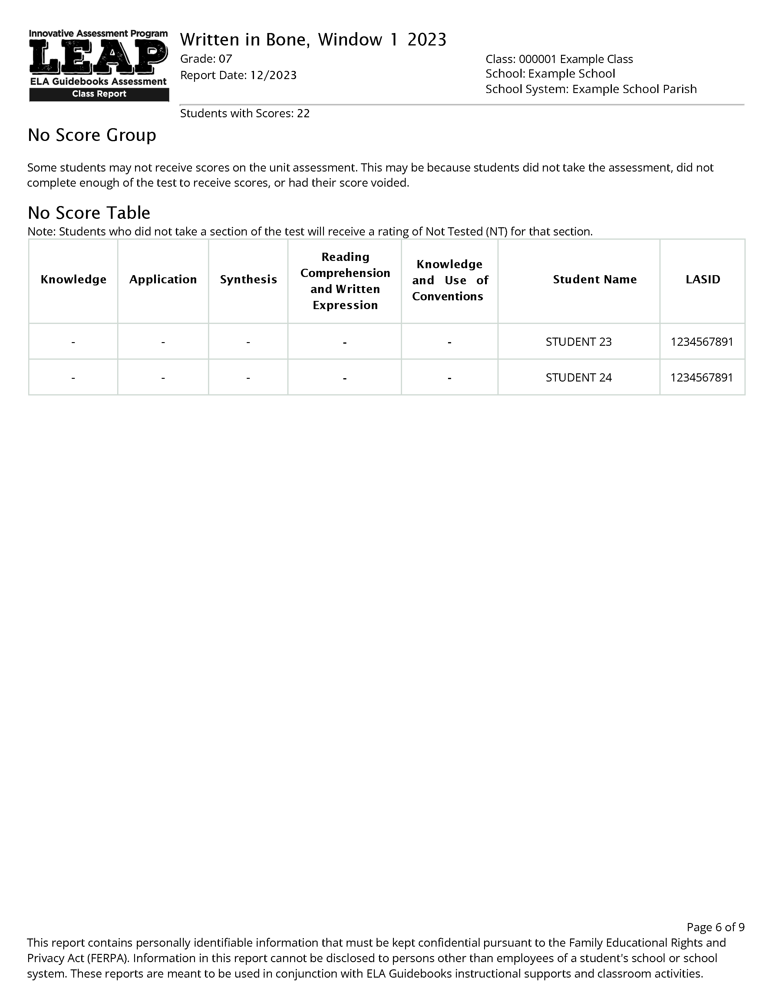 Innovative Assessment Program
LEAP
ELA Guidebooks Assessment
Class Report
Written in Bone, Window 1 2023
Grade: 07
Report Date: 12/2023
Class: 000001 Example Class
School: Example School
School System: Example School Parish
Students with Scores: 22
No Score Group
Some students may not receive scores on the unit assessment. This may be because students did not take the assessment, did not
complete enough of the test to receive scores, or had their score voided.
No Score Table
Note: Students who did not take a section of the test will receive a rating of Not Tested (NT) for that section.
Knowledge
Application
Synthesis
Reading
Comprehension
and Written
Expression
Knowledge
and Use of
Conventions
Student Name
LASID
- - - - - STUDENT 23 1234567891
- - - - - STUDENT 24 1234567891
Page 6 of 9
This report contains personally identifiable information that must be kept confidential pursuant to the Family Educational Rights and
Privacy Act (FERPA). Information in this report cannot be disclosed to persons other than employees of a student's school or school
system. These reports are meant to be used in conjunction with ELA Guidebooks instructional supports and classroom activities.